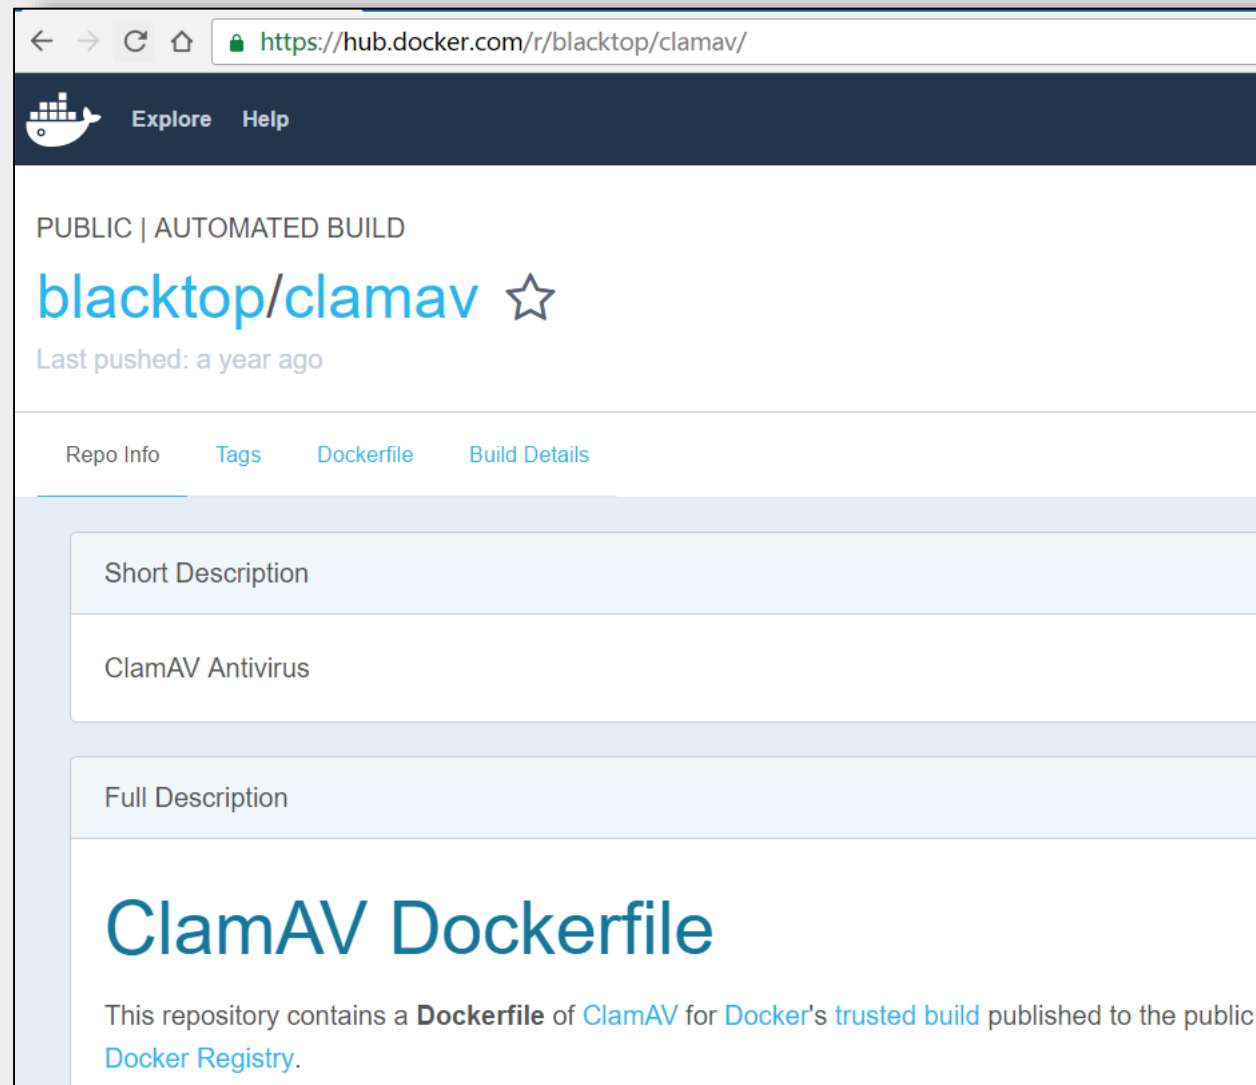 https://hub.docker.com/r/blacktop/clamav/
Explore Help
PUBLIC | AUTOMATED BUILD
blacktop/clamav
Last pushed: a year ago
Repo Info Tags Dockerfile Build Details
Short Description
ClamAV Antivirus
Full Description
ClamAV Dockerfile
This repository contains a Dockerfile of ClamAV for Docker's trusted build published to the public
Docker Registry.